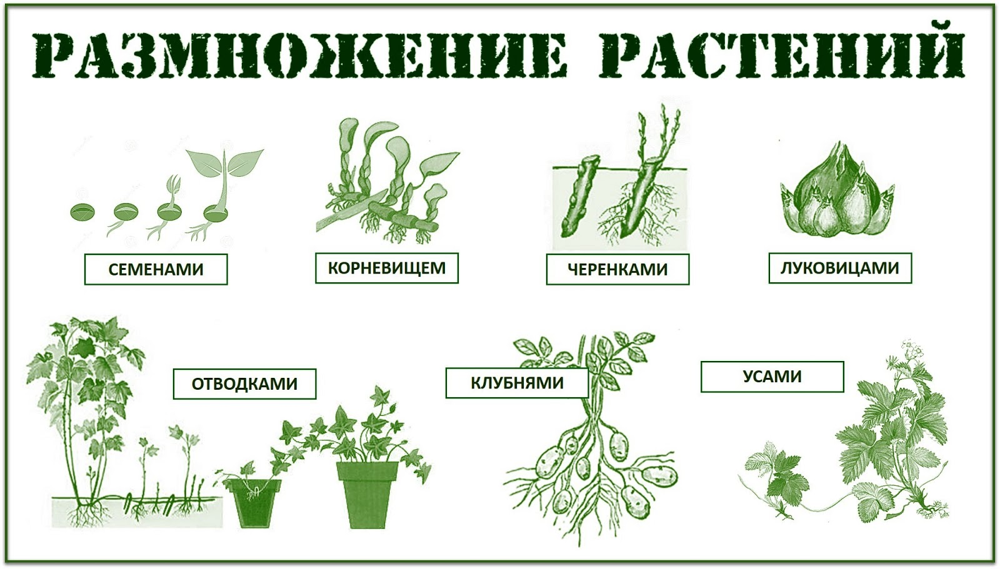 РАЗМНОЖЕНИЕ РАСТЕНИЙ
СЕМЕНАМИ
КОРНЕВИЩЕМ
ЧЕРЕНКАМИ
ЛУКОВИЦАМИ
ОТВОДКАМИ
КЛУБНЯМИ
УСАМИ